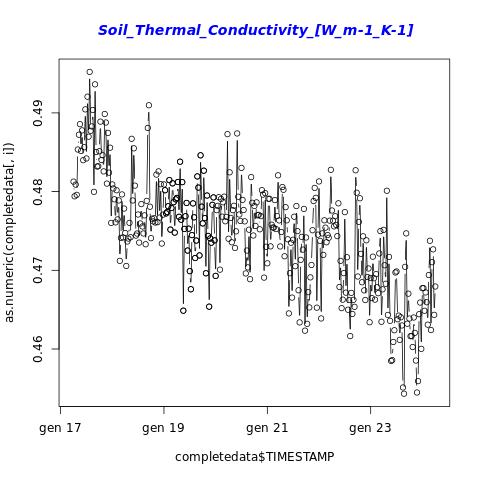 Soil_Thermal_Conductivity_[W_m-1_K-1]
as.numeric(completedata[, i])
0.49
0.48
0.47
0.46
gen 17
gen 19
gen 21
gen 23
completedata$TIMESTAMP